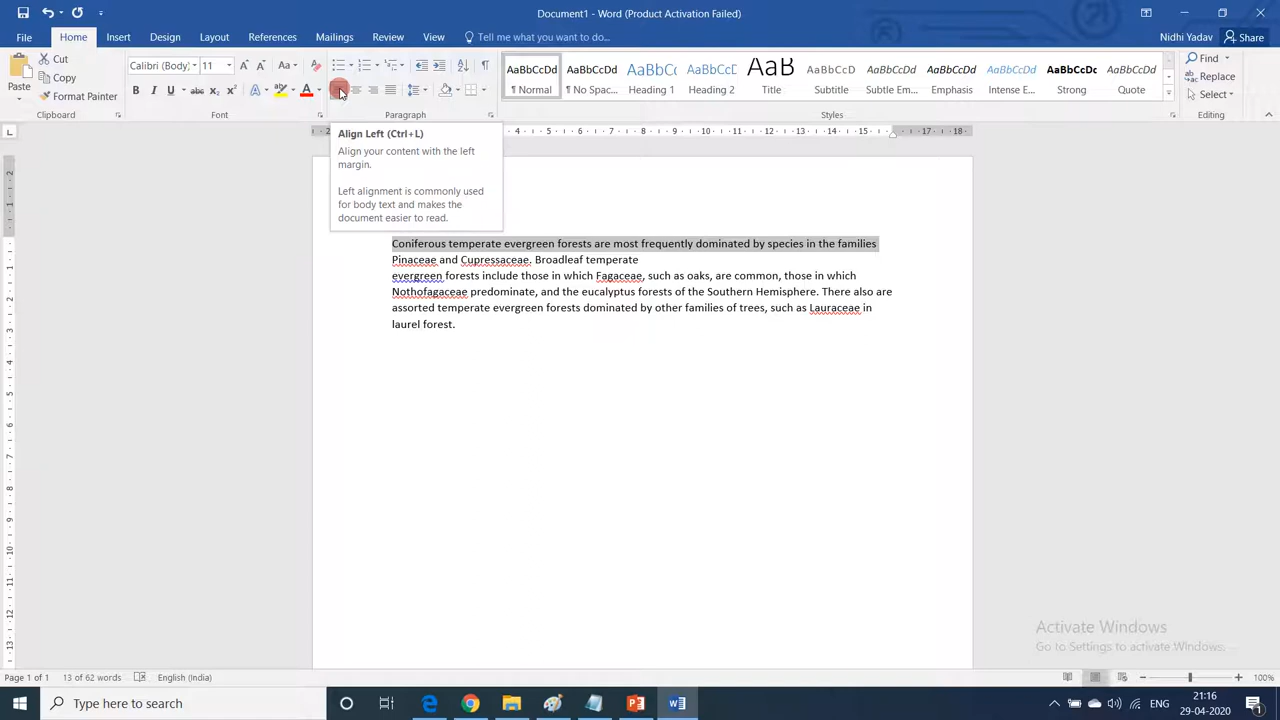 Document1 - Word (Product Activation Failed)
File Home Insert Design Layout References Mailings Review View Tell me what you want to do... Nidhi Yadav Share
Paste
Cut
Copy
Format Painter
Clipboard
Calibri (Body) 11
Font
Paragraph
AaBbCcDd ¶ Normal
AaBbCcDd ¶ No Spac...
AaBbCc Heading 1
AaBbCcD Heading 2
AaB Title
AaBbCcD Subtitle
AaBbCcDd Subtle Em...
AaBbCcDd Emphasis
AaBbCcDd Intense E...
AaBbCcDc Strong
AaBbCcDd Quote
Styles
Find
Replace
Select
Editing
Align Left (Ctrl+L)
Align your content with the left
margin.
Left alignment is commonly used
for body text and makes the
document easier to read.
Coniferous temperate evergreen forests are most frequently dominated by species in the families
Pinaceae and Cupressaceae. Broadleaf temperate
evergreen forests include those in which Fagaceae, such as oaks, are common, those in which
Nothofagaceae predominate, and the eucalyptus forests of the Southern Hemisphere. There also are
assorted temperate evergreen forests dominated by other families of trees, such as Lauraceae in
laurel forest.
Activate Windows
Go to Settings to activate Windows.
Page 1 of 1 13 of 62 words English (India) 100%
Type here to search
ENG
21:16
29-04-2020